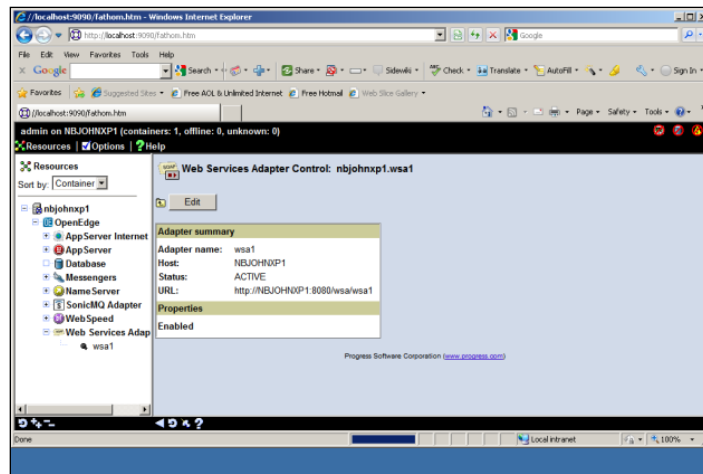 //localhost:9090/fathom.htm - Windows Internet Explorer
http://localhost:9090/fathom.htm
Google
File Edit View Favorites Tools Help
Google Search Share Sidewiki Check Translate AutoFill Sign In
Favorites Suggested Sites Free AOL & Unlimited Internet Free Hotmail Web Slice Gallery
//localhost:9090/fathom.htm Page Safety Tools
admin on NBJOHNXP1 (containers: 1, offline: 0, unknown: 0)
Resources | Options | Help
Resources
Sort by: Container
nbjohnxp1
OpenEdge
AppServer Internet
AppServer
Database
Messengers
NameServer
SonicMQ Adapter
WebSpeed
Web Services Adap
wsa1
Web Services Adapter Control: nbjohnxp1.wsa1
Edit
Adapter summary
Adapter name: wsa1
Host: NBJOHNXP1
Status: ACTIVE
URL: http://NBJOHNXP1:8080/wsa/wsa1
Properties
Enabled
Progress Software Corporation (www.progress.com)
Done Local intranet 100%